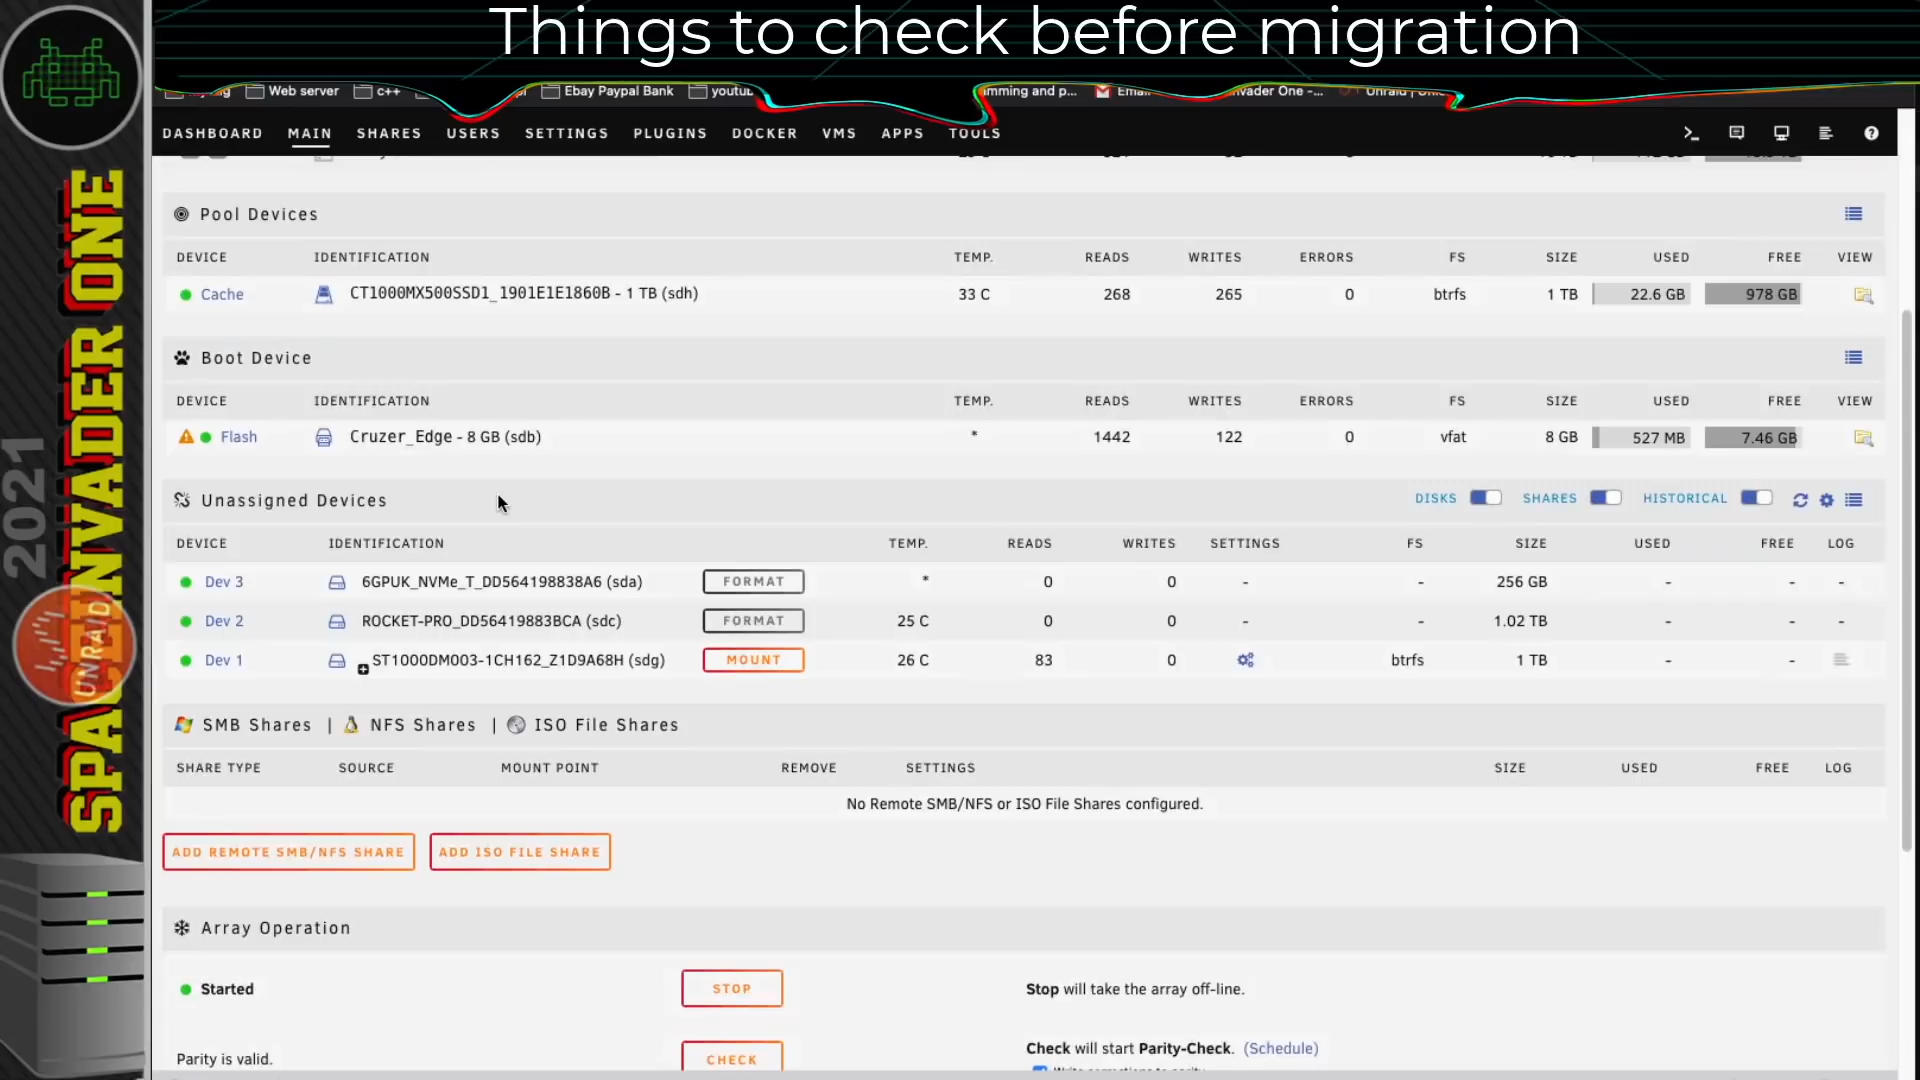 Things to check before migration
Web server c++ Ebay Paypal Bank
DASHBOARD MAIN SHARES USERS SETTINGS PLUGINS DOCKER VMS APPS TOOLS
Pool Devices
DEVICE IDENTIFICATION TEMP. READS WRITES ERRORS FS SIZE USED FREE VIEW
Cache CT1000MX500SSD1_1901E1E1860B - 1 TB (sdh) 33 C 268 265 0 btrfs 1 TB 22.6 GB 978 GB
Boot Device
DEVICE IDENTIFICATION TEMP. READS WRITES ERRORS FS SIZE USED FREE VIEW
Flash Cruzer_Edge - 8 GB (sdb) * 1442 122 0 vfat 8 GB 527 MB 7.46 GB
Unassigned Devices DISKS SHARES HISTORICAL
DEVICE IDENTIFICATION TEMP. READS WRITES SETTINGS FS SIZE USED FREE LOG
Dev 3 6GPUK_NVMe_T_DD564198838A6 (sda) FORMAT * 0 0 - - 256 GB - - -
Dev 2 ROCKET-PRO_DD56419883BCA (sdc) FORMAT 25 C 0 0 - - 1.02 TB - - -
Dev 1 ST1000DM003-1CH162_Z1D9A68H (sdg) MOUNT 26 C 83 0 btrfs 1 TB - -
SMB Shares | NFS Shares | ISO File Shares
SHARE TYPE SOURCE MOUNT POINT REMOVE SETTINGS SIZE USED FREE LOG
No Remote SMB/NFS or ISO File Shares configured.
ADD REMOTE SMB/NFS SHARE ADD ISO FILE SHARE
Array Operation
Started STOP Stop will take the array off-line.
Parity is valid. CHECK Check will start Parity-Check. (Schedule)
2021
SPACEINVADER ONE
UNRAID